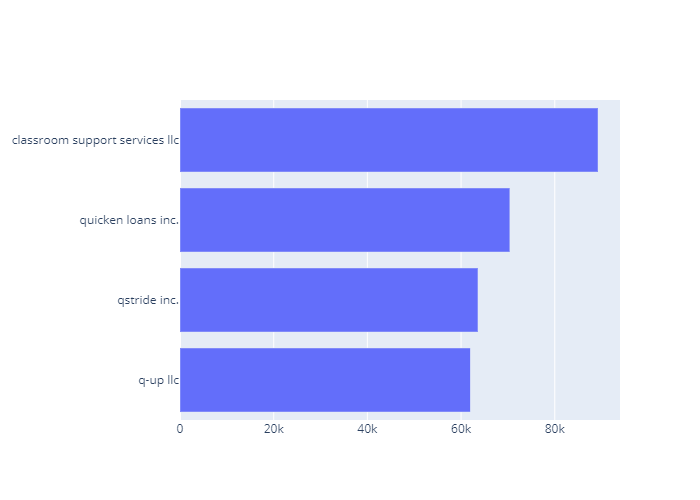 classroom support services llc
quicken loans inc.
qstride inc.
q-up llc
0 20k 40k 60k 80k